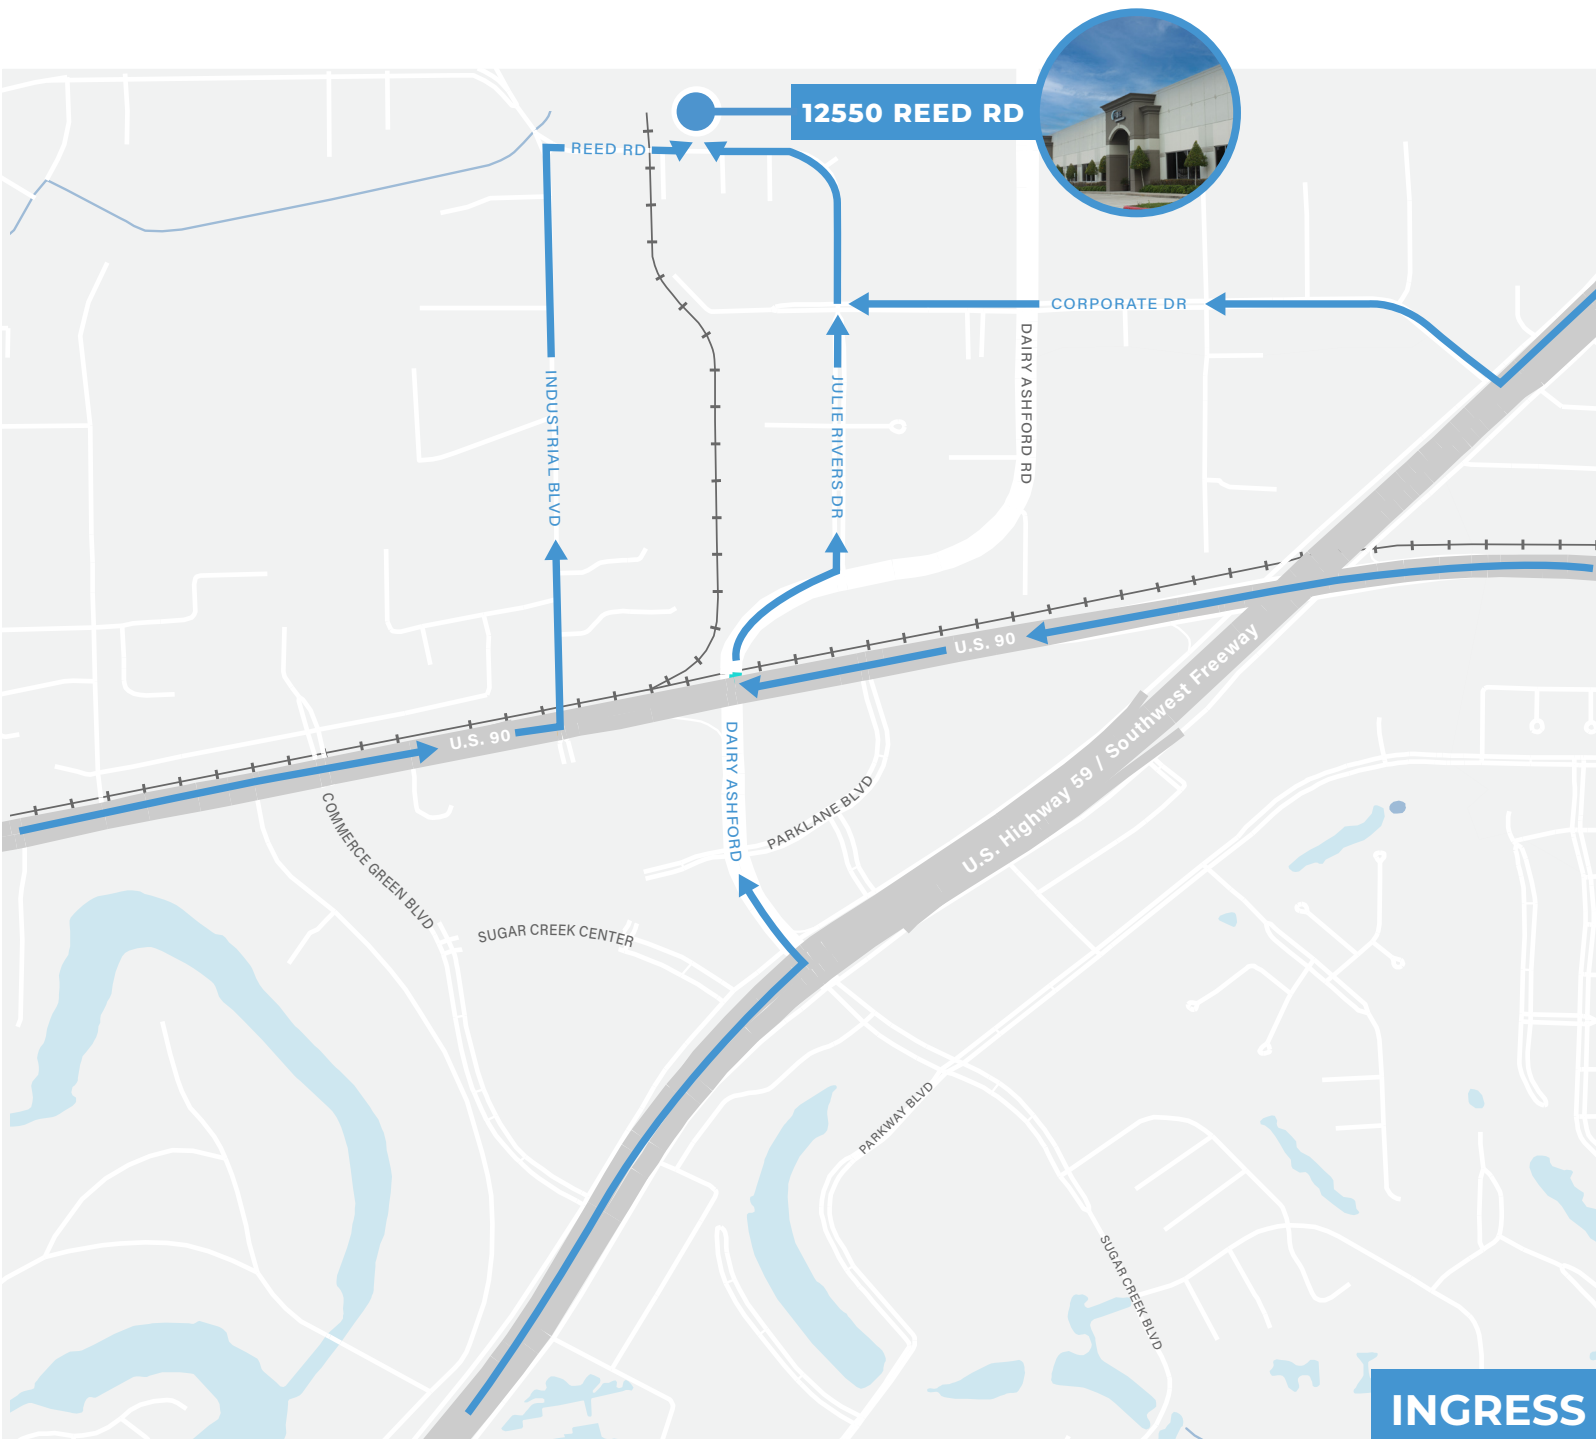 12550 REED RD
REED RD
CORPORATE DR
INDUSTRIAL BLVD
JULIE RIVERS DR
DAIRY ASHFORD RD
U.S. 90
U.S. 90
U.S. Highway 59 / Southwest Freeway
DAIRY ASHFORD
PARKLANE BLVD
COMMERCE GREEN BLVD
SUGAR CREEK CENTER
PARKWAY BLVD
SUGAR CREEK BLVD
INGRESS